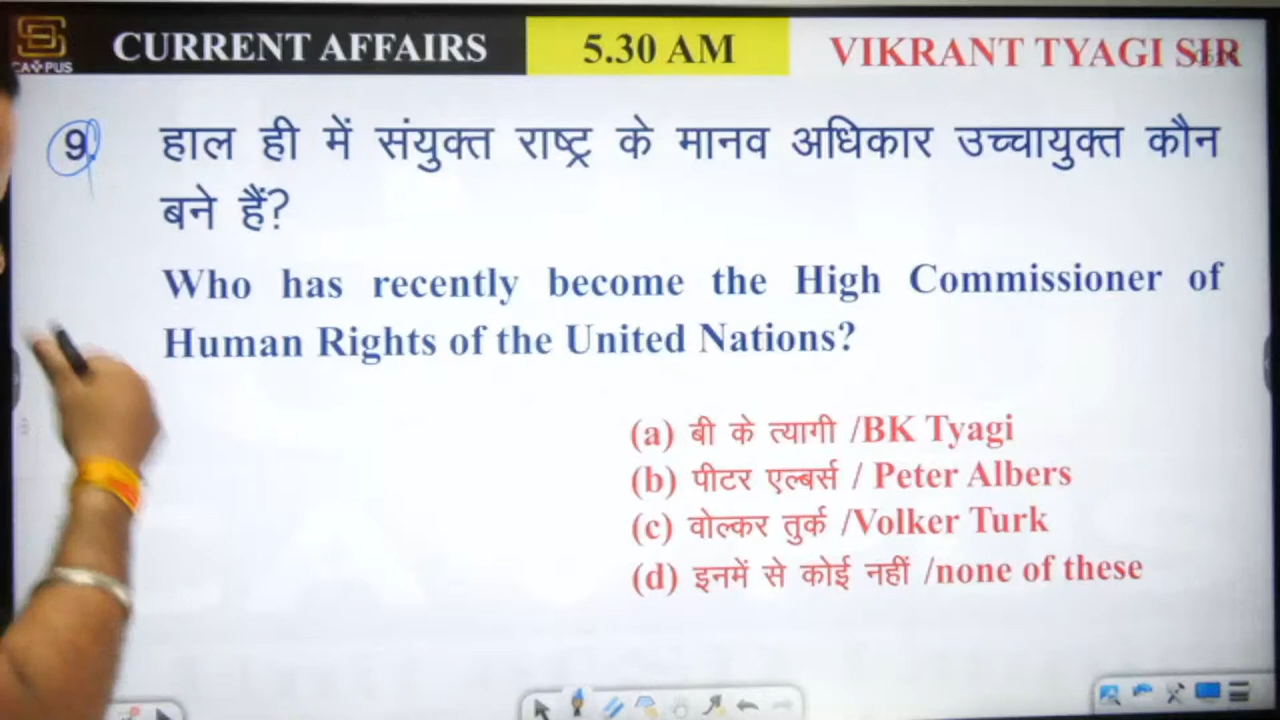 CAMPUS
CURRENT AFFAIRS
5.30 AM
VIKRANT TYAGI SIR
9.
हाल ही में संयुक्त राष्ट्र के मानव अधिकार उच्चायुक्त कौन
बने हैं?
Who has recently become the High Commissioner of
Human Rights of the United Nations?
(a) बी के त्यागी /BK Tyagi
(b) पीटर एल्बर्स / Peter Albers
(c) वोल्कर तुर्क /Volker Turk
(d) इनमें से कोई नहीं /none of these